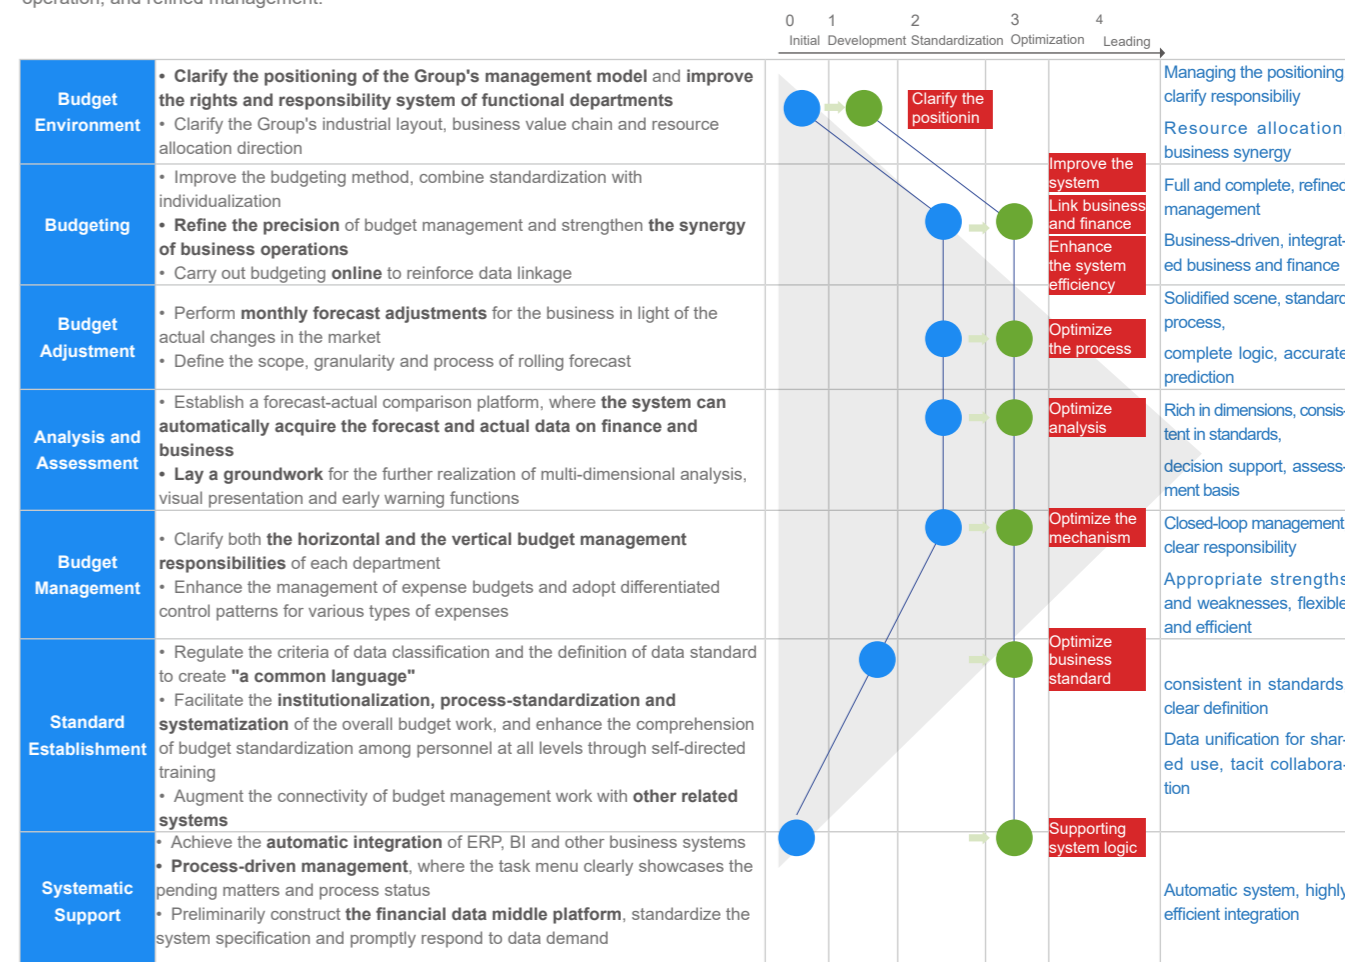 operation, and refined management.
0 1 2 3 4
Initial Development Standardization Optimization Leading
Budget
Environment
• Clarify the positioning of the Group's management model and improve
the rights and responsibility system of functional departments
• Clarify the Group's industrial layout, business value chain and resource
allocation direction
Clarify the
positionin
Managing the positioning
clarify responsibiliy
Resource allocation,
business synergy
Budgeting
• Improve the budgeting method, combine standardization with
individualization
• Refine the precision of budget management and strengthen the synergy
of business operations
• Carry out budgeting online to reinforce data linkage
Improve the
system
Link business
and finance
Enhance
the system
efficiency
Full and complete, refined
management
Business-driven, integrat-
ed business and finance
Budget
Adjustment
• Perform monthly forecast adjustments for the business in light of the
actual changes in the market
• Define the scope, granularity and process of rolling forecast
Optimize
the process
Solidified scene, standard
process,
complete logic, accurate
prediction
Analysis and
Assessment
• Establish a forecast-actual comparison platform, where the system can
automatically acquire the forecast and actual data on finance and
business
• Lay a groundwork for the further realization of multi-dimensional analysis,
visual presentation and early warning functions
Optimize
analysis
Rich in dimensions, consis-
tent in standards,
decision support, assess-
ment basis
Budget
Management
• Clarify both the horizontal and the vertical budget management
responsibilities of each department
• Enhance the management of expense budgets and adopt differentiated
control patterns for various types of expenses
Optimize the
mechanism
Closed-loop management
clear responsibility
Appropriate strengths
and weaknesses, flexible
and efficient
Standard
Establishment
• Regulate the criteria of data classification and the definition of data standard
to create "a common language"
• Facilitate the institutionalization, process-standardization and
systematization of the overall budget work, and enhance the comprehension
of budget standardization among personnel at all levels through self-directed
training
• Augment the connectivity of budget management work with other related
systems
Optimize
business
standard
consistent in standards,
clear definition
Data unification for shar-
ed use, tacit collabora-
tion
Systematic
Support
• Achieve the automatic integration of ERP, BI and other business systems
• Process-driven management, where the task menu clearly showcases the
pending matters and process status
• Preliminarily construct the financial data middle platform, standardize the
system specification and promptly respond to data demand
Supporting
system logic
Automatic system, highly
efficient integration